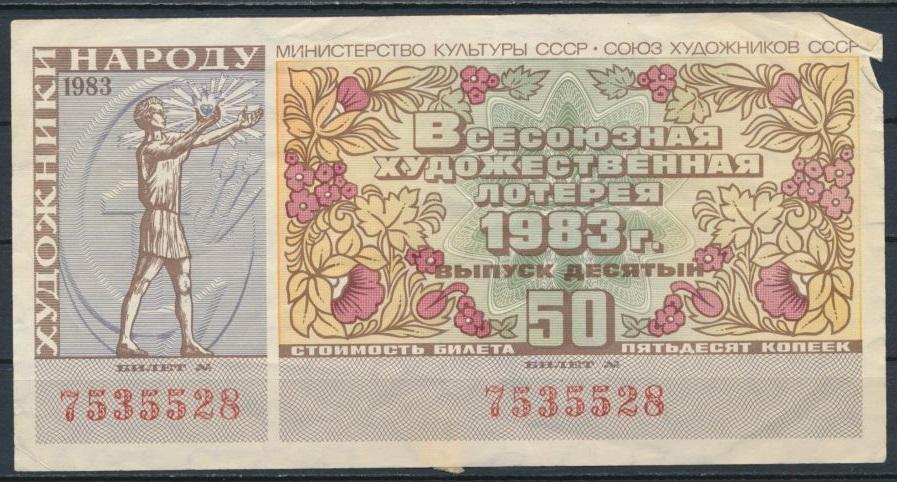 ХУДОЖНИКИ
НАРОДУ
1983
БИЛЕТ №
7535528
МИНИСТЕРСТВО КУЛЬТУРЫ СССР • СОЮЗ ХУДОЖНИКОВ СССР
ВСЕСОЮЗНАЯ
ХУДОЖЕСТВЕННАЯ
ЛОТЕРЕЯ
1983 г.
ВЫПУСК ДЕСЯТЫЙ
50
СТОИМОСТЬ БИЛЕТА ПЯТЬДЕСЯТ КОПЕЕК
БИЛЕТ №
7535528